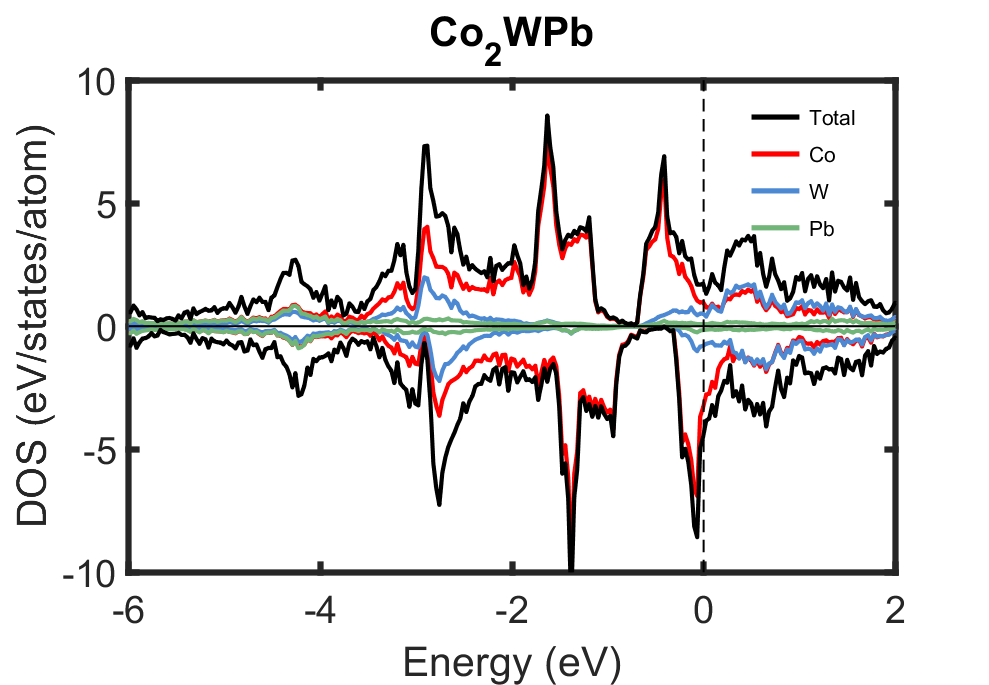 Co₂WPb
10
5
0
-5
-10
DOS (eV/states/atom)
Total
Co
W
Pb
-6 -4 -2 0 2
Energy (eV)